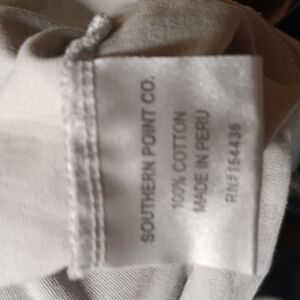 SOUTHERN POINT CO.
100% COTTON
MADE IN PERU
RN#154436